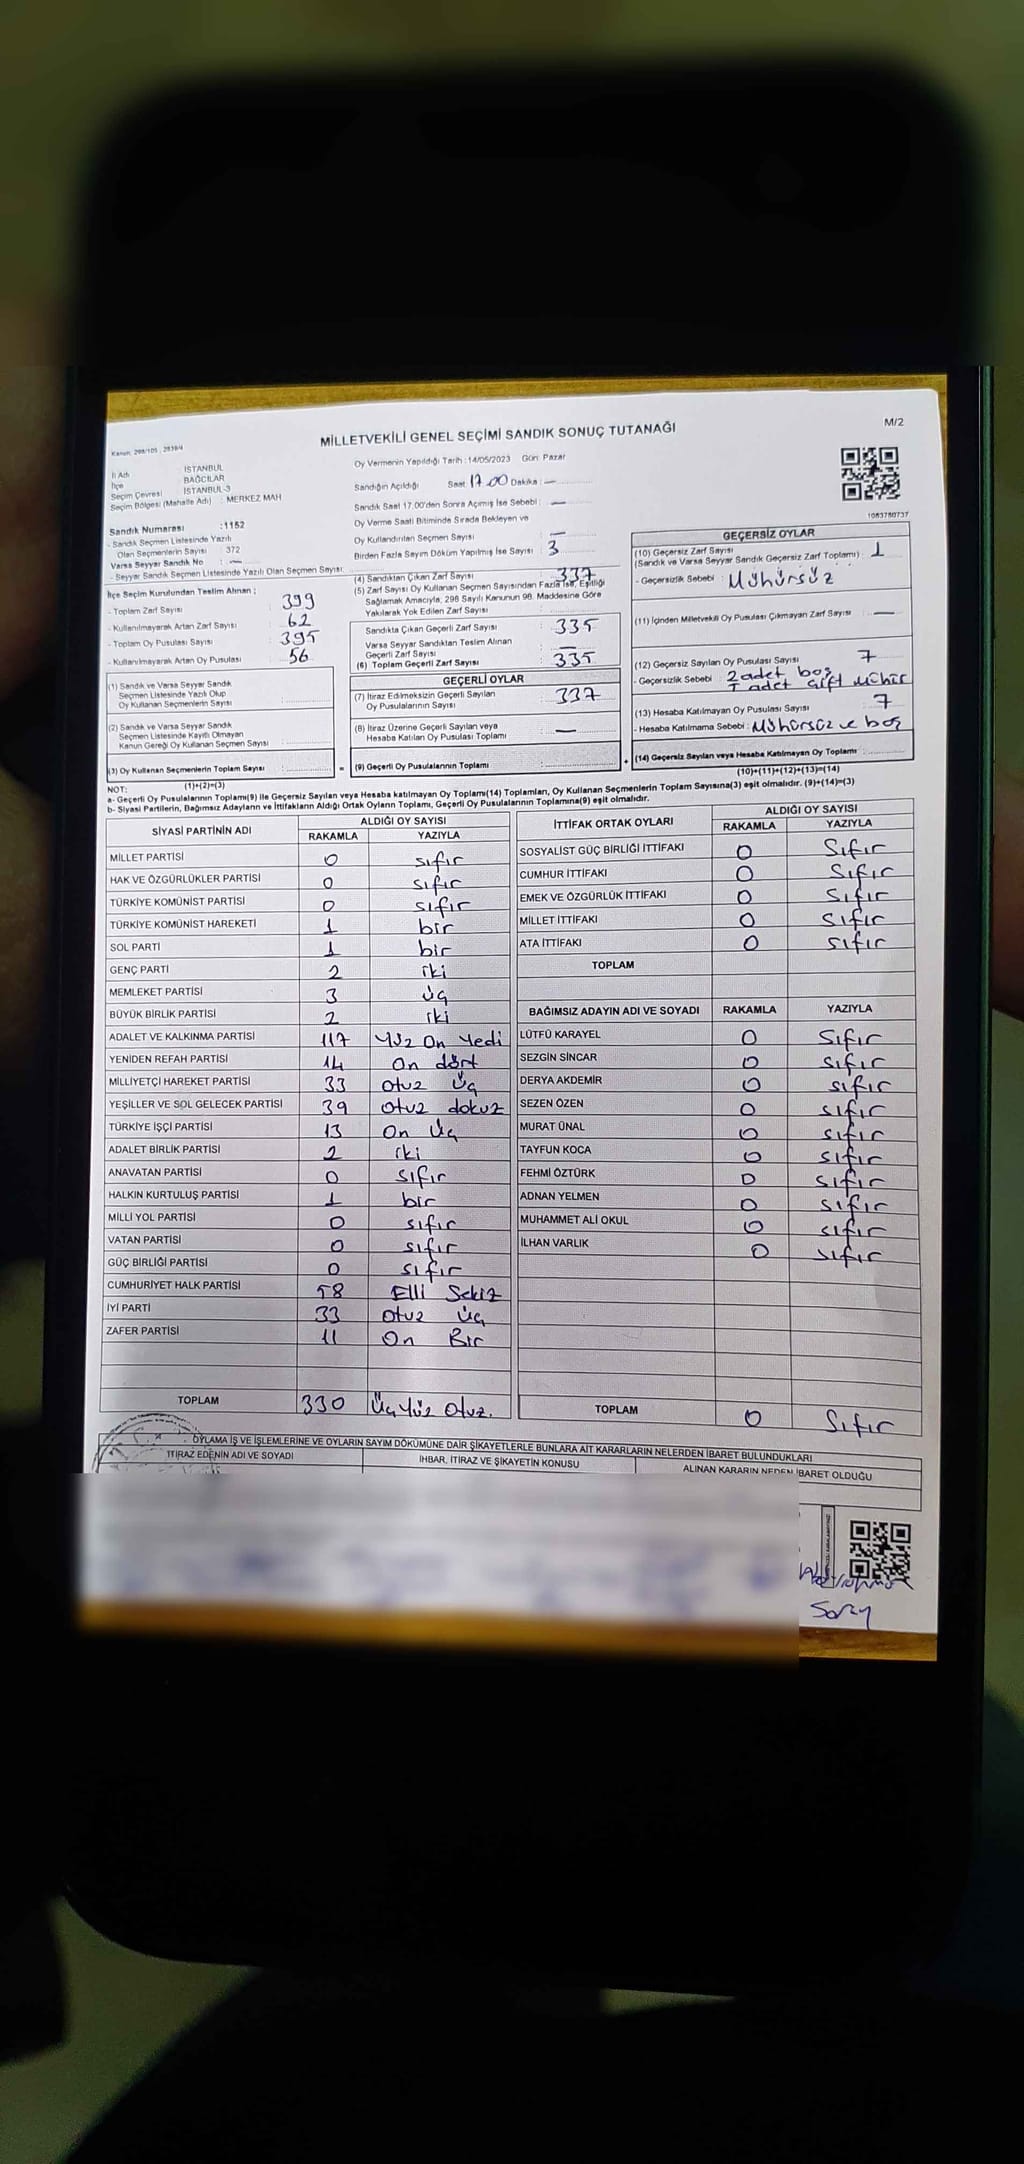 M/2
MİLLETVEKİLİ GENEL SEÇİMİ SANDIK SONUÇ TUTANAĞI
Kanun: 298/105 , 2839/4
İl Adı İSTANBUL
İlçe BAĞCILAR
Seçim Çevresi İSTANBUL-3
Seçim Bölgesi (Mahalle Adı) : MERKEZ MAH
Sandık Numarası :1152
- Sandık Seçmen Listesinde Yazılı
Olan Seçmenlerin Sayısı : 372
Varsa Seyyar Sandık No : —
- Seyyar Sandık Seçmen Listesinde Yazılı Olan Seçmen Sayısı:
İlçe Seçim Kurulundan Teslim Alınan ;
- Toplam Zarf Sayısı : 399
- Kullanılmayarak Artan Zarf Sayısı : 62
- Toplam Oy Pusulası Sayısı : 395
- Kullanılmayarak Artan Oy Pusulası : 56
(1) Sandık ve Varsa Seyyar Sandık
Seçmen Listesinde Yazılı Olup
Oy Kullanan Seçmenlerin Sayısı :
(2) Sandık ve Varsa Seyyar Sandık
Seçmen Listesinde Kayıtlı Olmayan
Kanun Gereği Oy Kullanan Seçmen Sayısı :
(3) Oy Kullanan Seçmenlerin Toplam Sayısı :
(1)+(2)=(3)
Oy Vermenin Yapıldığı Tarih :14/05/2023 Gün: Pazar
Sandığın Açıldığı Saat 17.00 Dakika : —
Sandık Saat 17.00'den Sonra Açılmış İse Sebebi : —
Oy Verme Saati Bitiminde Sırada Bekleyen ve
Oy Kullandırılan Seçmen Sayısı : —
Birden Fazla Sayım Döküm Yapılmış İse Sayısı : 3
(4) Sandıktan Çıkan Zarf Sayısı : 337
(5) Zarf Sayısı Oy Kullanan Seçmen Sayısından Fazla İse, Eşitliği
Sağlamak Amacıyla, 298 Sayılı Kanunun 98. Maddesine Göre
Yakılarak Yok Edilen Zarf Sayısı :
Sandıkta Çıkan Geçerli Zarf Sayısı : 335
Varsa Seyyar Sandıktan Teslim Alınan
Geçerli Zarf Sayısı : —
(6) Toplam Geçerli Zarf Sayısı : 335
GEÇERLİ OYLAR
(7) İtiraz Edilmeksizin Geçerli Sayılan
Oy Pusulalarının Sayısı : 337
(8) İtiraz Üzerine Geçerli Sayılan veya
Hesaba Katılan Oy Pusulası Toplamı : —
= (9) Geçerli Oy Pusulalarının Toplamı :
1083780737
GEÇERSİZ OYLAR
(10) Geçersiz Zarf Sayısı
(Sandık ve Varsa Seyyar Sandık Geçersiz Zarf Toplamı) : 1
- Geçersizlik Sebebi : Mühürsüz
(11) İçinden Milletvekili Oy Pusulası Çıkmayan Zarf Sayısı : —
(12) Geçersiz Sayılan Oy Pusulası Sayısı : 7
- Geçersizlik Sebebi : 2 adet boş
5 adet çift mühür
(13) Hesaba Katılmayan Oy Pusulası Sayısı : 7
- Hesaba Katılmama Sebebi : Mühürsüz ve boş
+ (14) Geçersiz Sayılan veya Hesaba Katılmayan Oy Toplamı :
(10)+(11)+(12)+(13)=(14)
NOT:
a- Geçerli Oy Pusulalarının Toplamı(9) ile Geçersiz Sayılan veya Hesaba katılmayan Oy Toplamı(14) Toplamları, Oy Kullanan Seçmenlerin Toplam Sayısına(3) eşit olmalıdır. (9)+(14)=(3)
b- Siyasi Partilerin, Bağımsız Adayların ve İttifakların Aldığı Ortak Oyların Toplamı, Geçerli Oy Pusulalarının Toplamına(9) eşit olmalıdır.
SİYASİ PARTİNİN ADI ALDIĞI OY SAYISI
RAKAMLA YAZIYLA
MİLLET PARTİSİ 0 sıfır
HAK VE ÖZGÜRLÜKLER PARTİSİ 0 sıfır
TÜRKİYE KOMÜNİST PARTİSİ 0 sıfır
TÜRKİYE KOMÜNİST HAREKETİ 1 bir
SOL PARTİ 1 bir
GENÇ PARTİ 2 iki
MEMLEKET PARTİSİ 3 üç
BÜYÜK BİRLİK PARTİSİ 2 iki
ADALET VE KALKINMA PARTİSİ 117 Yüz On Yedi
YENİDEN REFAH PARTİSİ 14 On dört
MİLLİYETÇİ HAREKET PARTİSİ 33 Otuz Üç
YEŞİLLER VE SOL GELECEK PARTİSİ 39 Otuz dokuz
TÜRKİYE İŞÇİ PARTİSİ 13 On Üç
ADALET BİRLİK PARTİSİ 2 iki
ANAVATAN PARTİSİ 0 sıfır
HALKIN KURTULUŞ PARTİSİ 1 bir
MİLLİ YOL PARTİSİ 0 sıfır
VATAN PARTİSİ 0 sıfır
GÜÇ BİRLİĞİ PARTİSİ 0 sıfır
CUMHURİYET HALK PARTİSİ 58 Elli Sekiz
İYİ PARTİ 33 Otuz Üç
ZAFER PARTİSİ 11 On Bir
TOPLAM 330 Üçyüz Otuz.
İTTİFAK ORTAK OYLARI ALDIĞI OY SAYISI
RAKAMLA YAZIYLA
SOSYALİST GÜÇ BİRLİĞİ İTTİFAKI 0 Sıfır
CUMHUR İTTİFAKI 0 Sıfır
EMEK VE ÖZGÜRLÜK İTTİFAKI 0 Sıfır
MİLLET İTTİFAKI 0 Sıfır
ATA İTTİFAKI 0 sıfır
TOPLAM
BAĞIMSIZ ADAYIN ADI VE SOYADI RAKAMLA YAZIYLA
LÜTFÜ KARAYEL 0 Sıfır
SEZGİN SİNCAR 0 sıfır
DERYA AKDEMİR 0 sıfır
SEZEN ÖZEN 0 sıfır
MURAT ÜNAL 0 sıfır
TAYFUN KOCA 0 sıfır
FEHMİ ÖZTÜRK 0 sıfır
ADNAN YELMEN 0 sıfır
MUHAMMET ALİ OKUL 0 sıfır
İLHAN VARLIK 0 sıfır
TOPLAM 0 Sıfır
OYLAMA İŞ VE İŞLEMLERİNE VE OYLARIN SAYIM DÖKÜMÜNE DAİR ŞİKAYETLERLE BUNLARA AİT KARARLARIN NELERDEN İBARET BULUNDUKLARI
İTİRAZ EDENİN ADI VE SOYADI İHBAR, İTİRAZ VE ŞİKAYETİN KONUSU ALINAN KARARIN NEDEN İBARET OLDUĞU